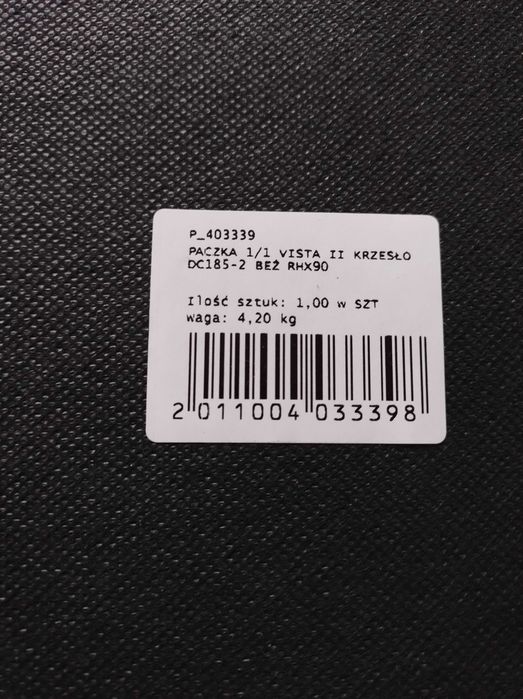 P_403339
PACZKA 1/1 VISTA II KRZESŁO
DC185-2 BEŻ RHX90
Ilość sztuk: 1,00 w SZT
waga: 4,20 kg
2 011004 033398